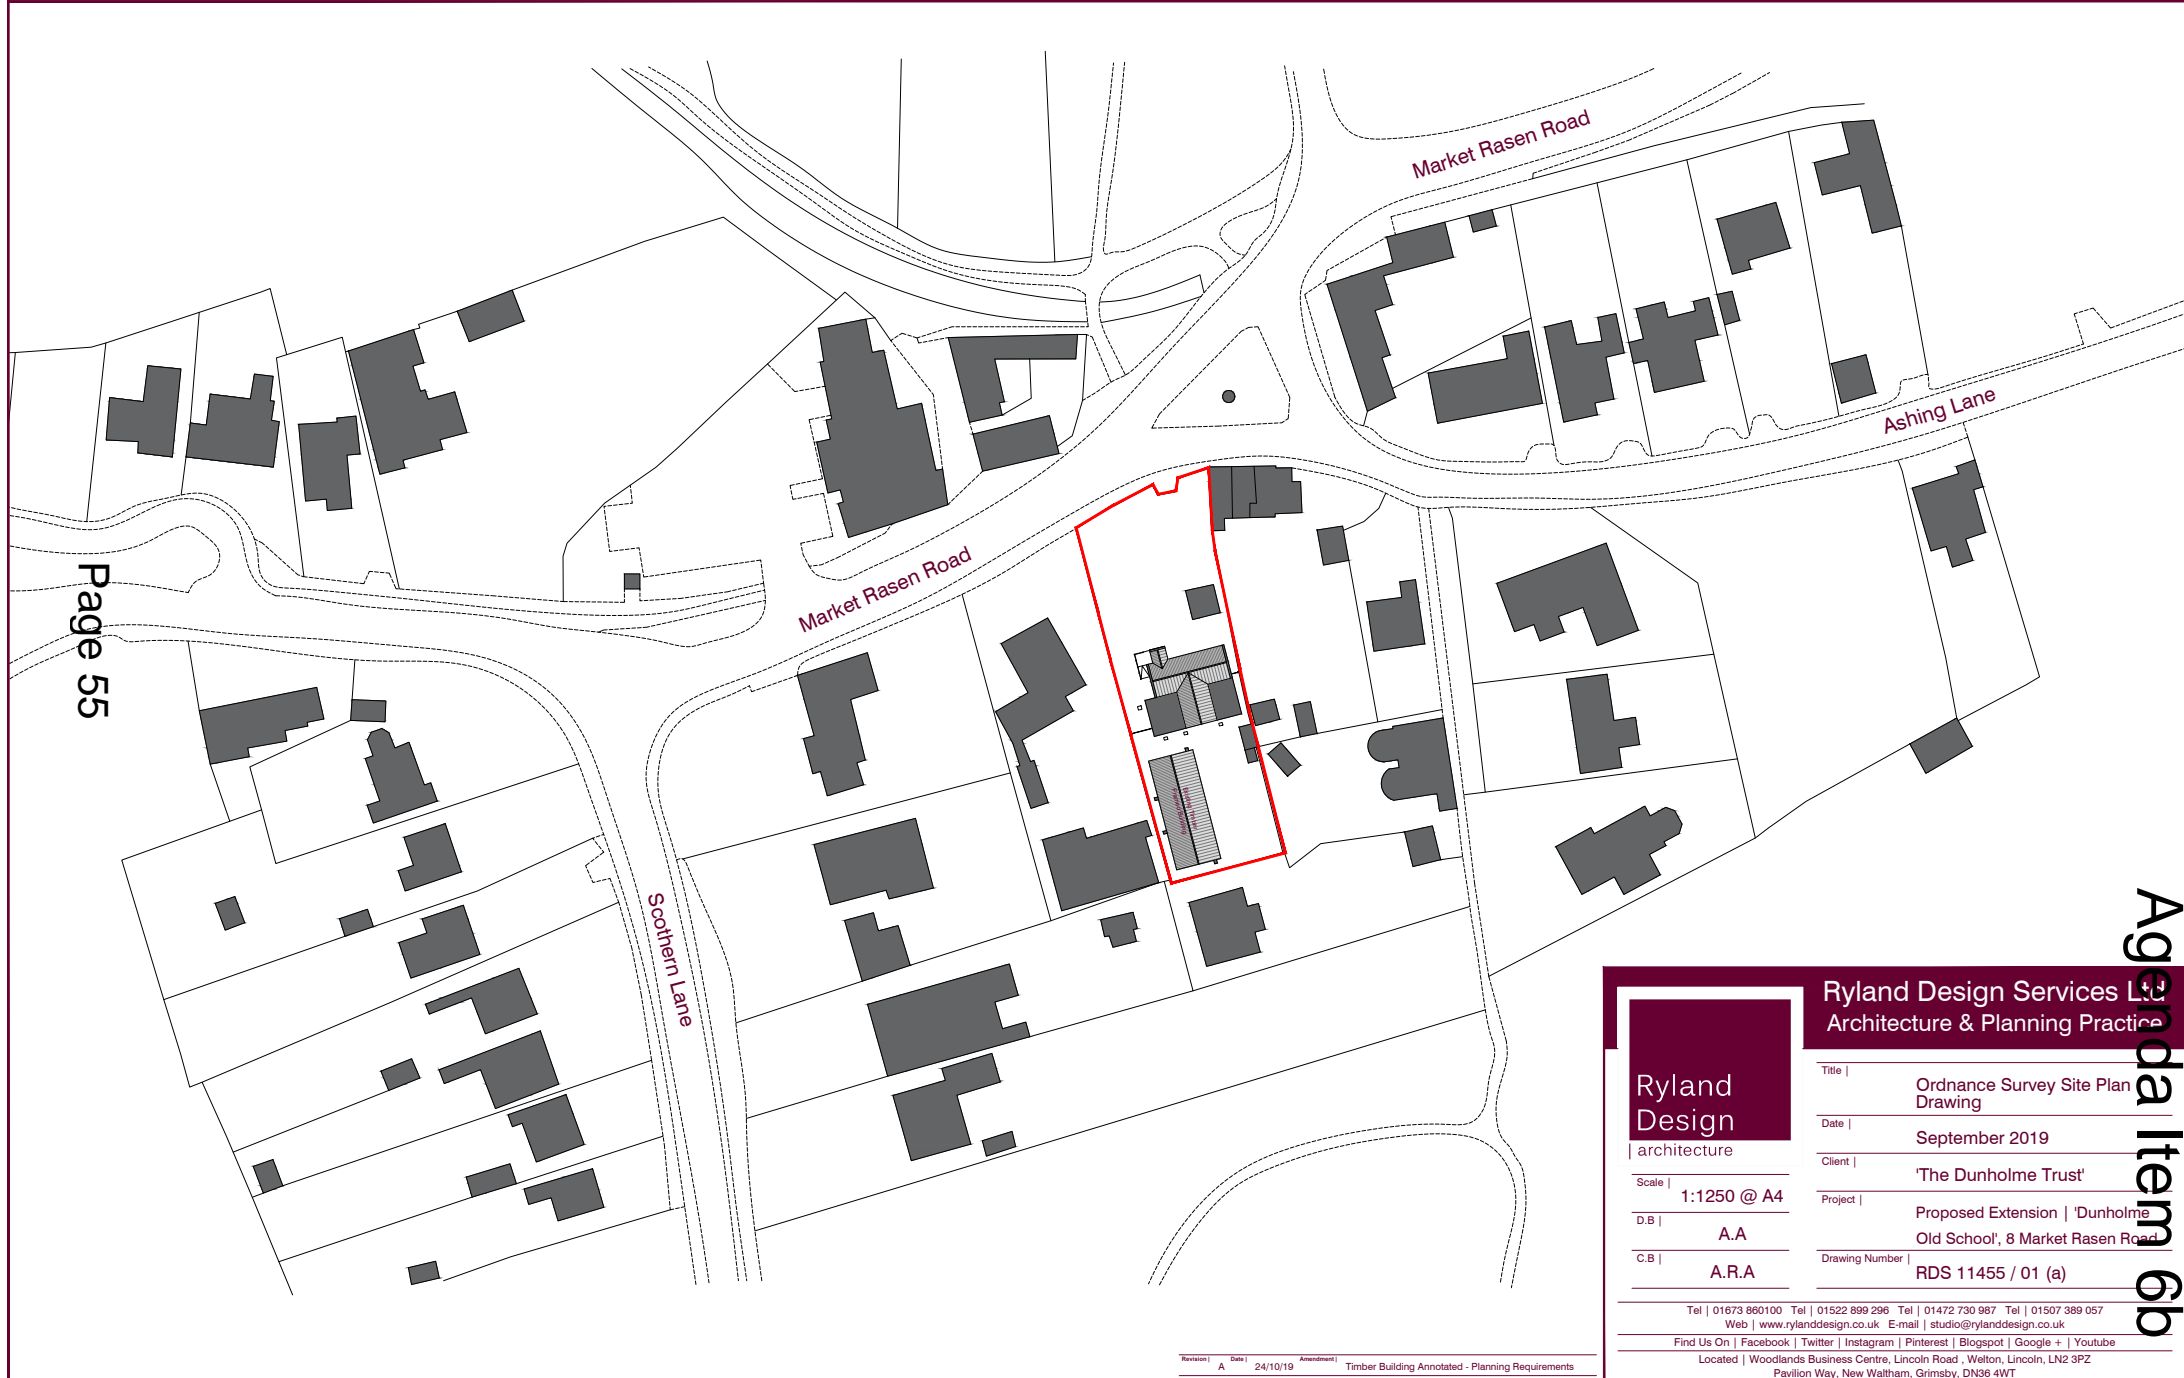 Market Rasen Road
Ashing Lane
Market Rasen Road
Scothern Lane
Page 55
Agenda Item 6b
Ryland Design Services Ltd
Architecture & Planning Practice
Ryland
Design
| architecture
Title |
Ordnance Survey Site Plan
Drawing
Date |
September 2019
Client |
'The Dunholme Trust'
Project |
Proposed Extension | 'Dunholme
Old School', 8 Market Rasen Road
Drawing Number |
RDS 11455 / 01 (a)
Scale |
1:1250 @ A4
D.B |
A.A
C.B |
A.R.A
Tel | 01673 860100 Tel | 01522 899 296 Tel | 01472 730 987 Tel | 01507 389 057
Web | www.rylanddesign.co.uk E-mail | studio@rylanddesign.co.uk
Find Us On | Facebook | Twitter | Instagram | Pinterest | Blogspot | Google + | Youtube
Located | Woodlands Business Centre, Lincoln Road , Welton, Lincoln, LN2 3PZ
Pavilion Way, New Waltham, Grimsby, DN36 4WT
Revision | A Date | 24/10/19 Amendment | Timber Building Annotated - Planning Requirements